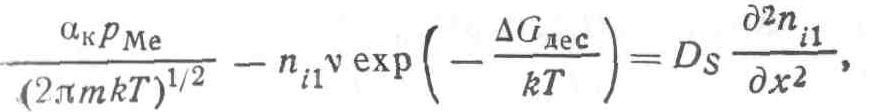 α_к p_Me / (2πmkT)^{1/2} − n_{i1} ν exp (− ΔG_дес / kT) = D_S ∂²n_{i1} / ∂x² ,